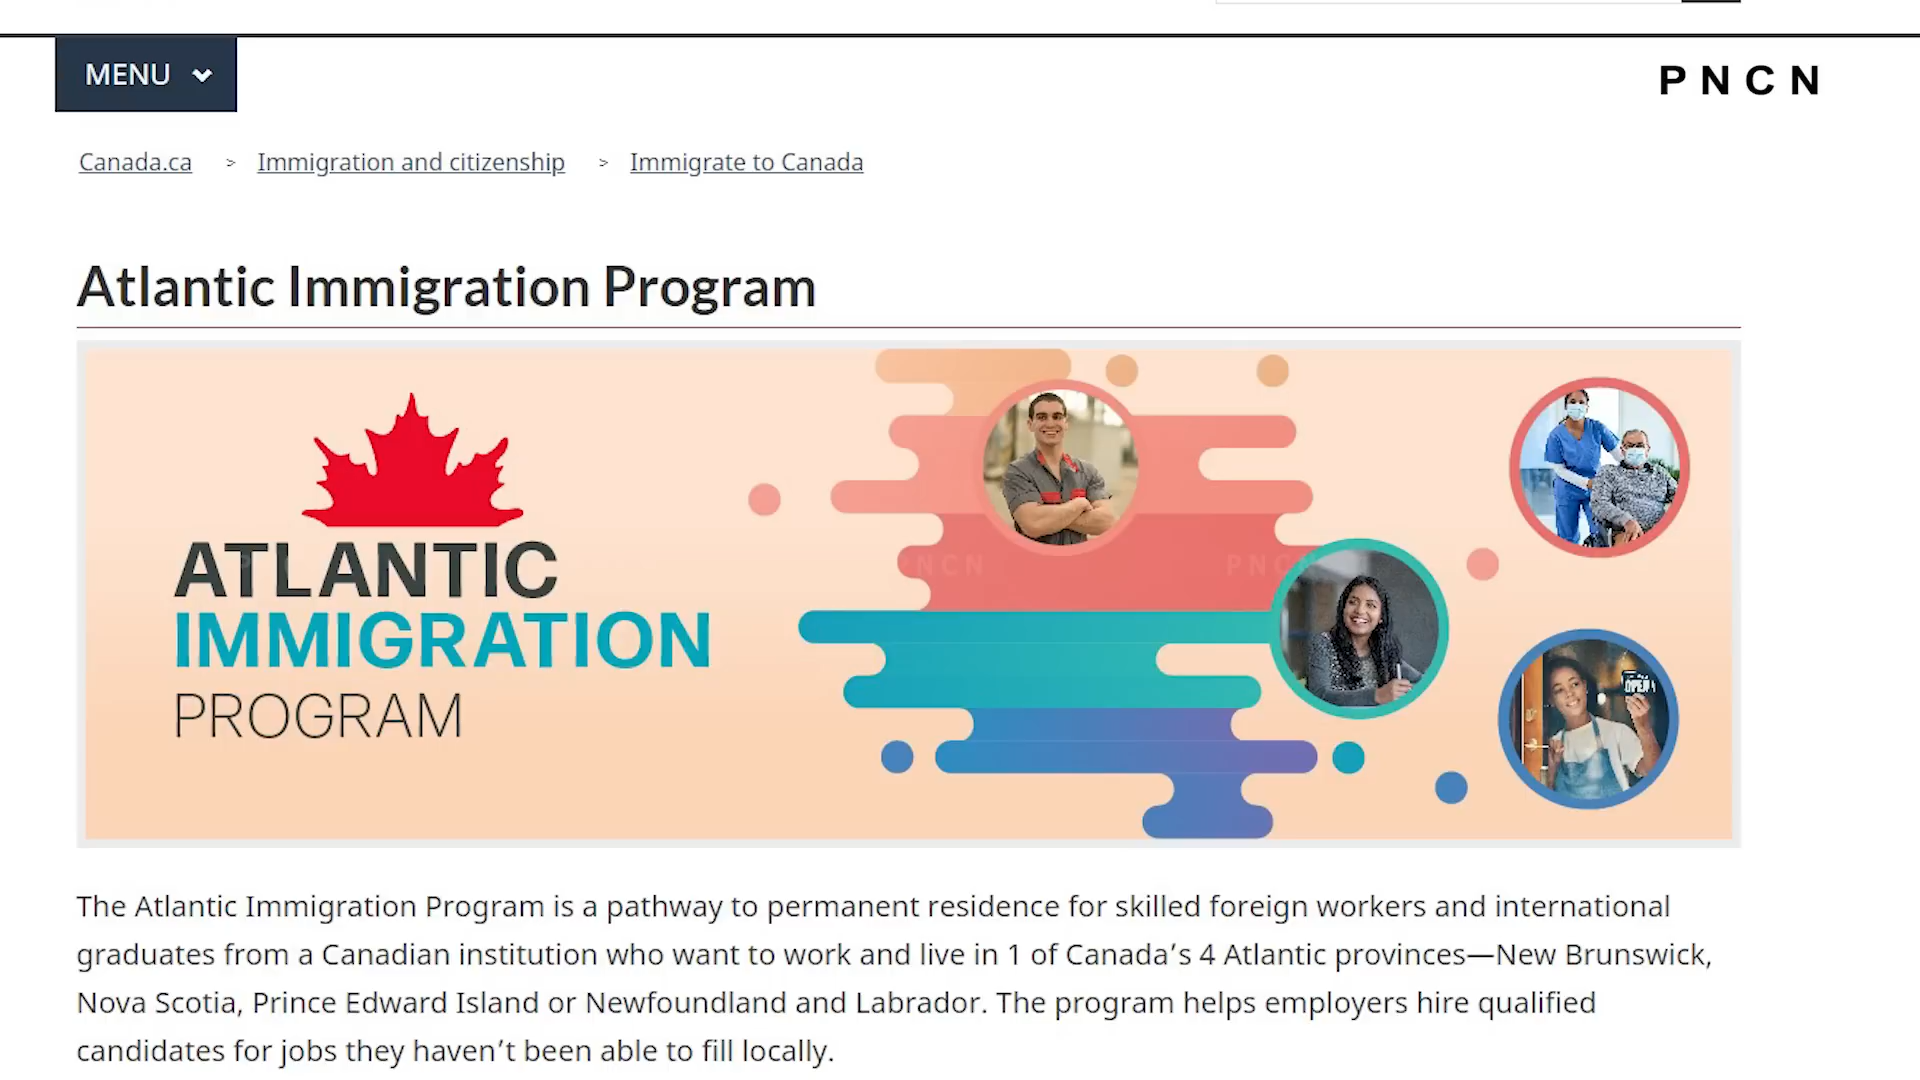 MENU
PNCN
Canada.ca > Immigration and citizenship > Immigrate to Canada
Atlantic Immigration Program
ATLANTIC
IMMIGRATION
PROGRAM
PNCN PNCN
OPEN
The Atlantic Immigration Program is a pathway to permanent residence for skilled foreign workers and international
graduates from a Canadian institution who want to work and live in 1 of Canada’s 4 Atlantic provinces—New Brunswick,
Nova Scotia, Prince Edward Island or Newfoundland and Labrador. The program helps employers hire qualified
candidates for jobs they haven’t been able to fill locally.